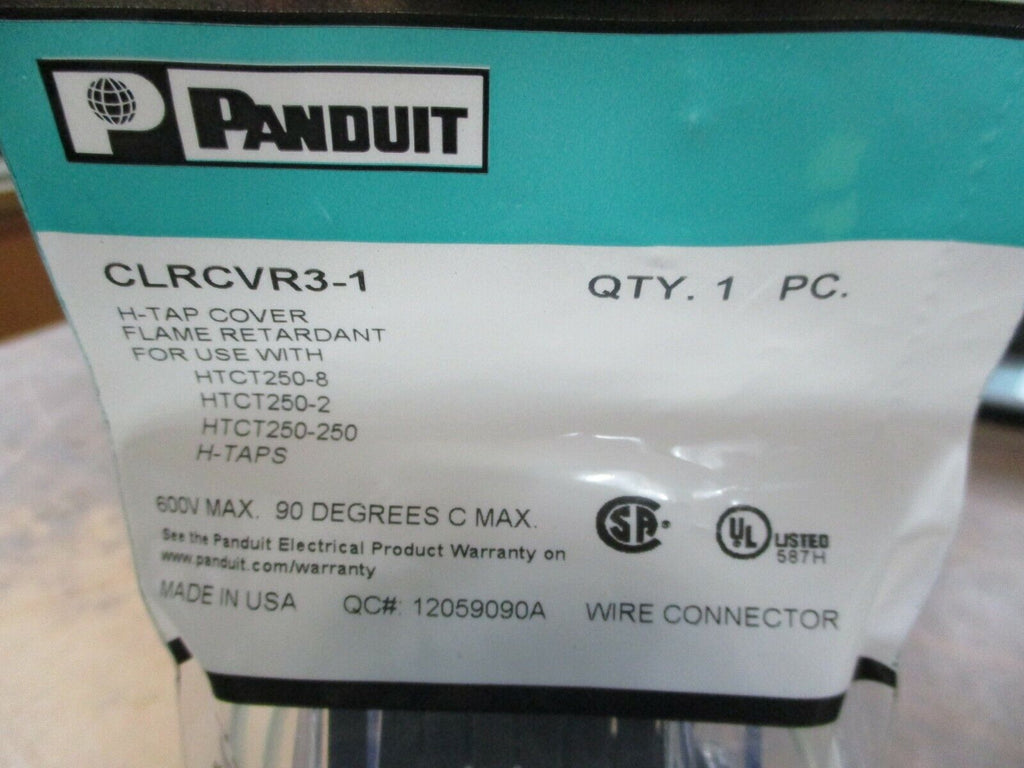 P PANDUIT
CLRCVR3-1 QTY. 1 PC.
H-TAP COVER
FLAME RETARDANT
FOR USE WITH
HTCT250-8
HTCT250-2
HTCT250-250
H-TAPS
600V MAX. 90 DEGREES C MAX.
See the Panduit Electrical Product Warranty on
www.panduit.com/warranty
SA ® UL LISTED
587H
MADE IN USA QC#: 12059090A WIRE CONNECTOR